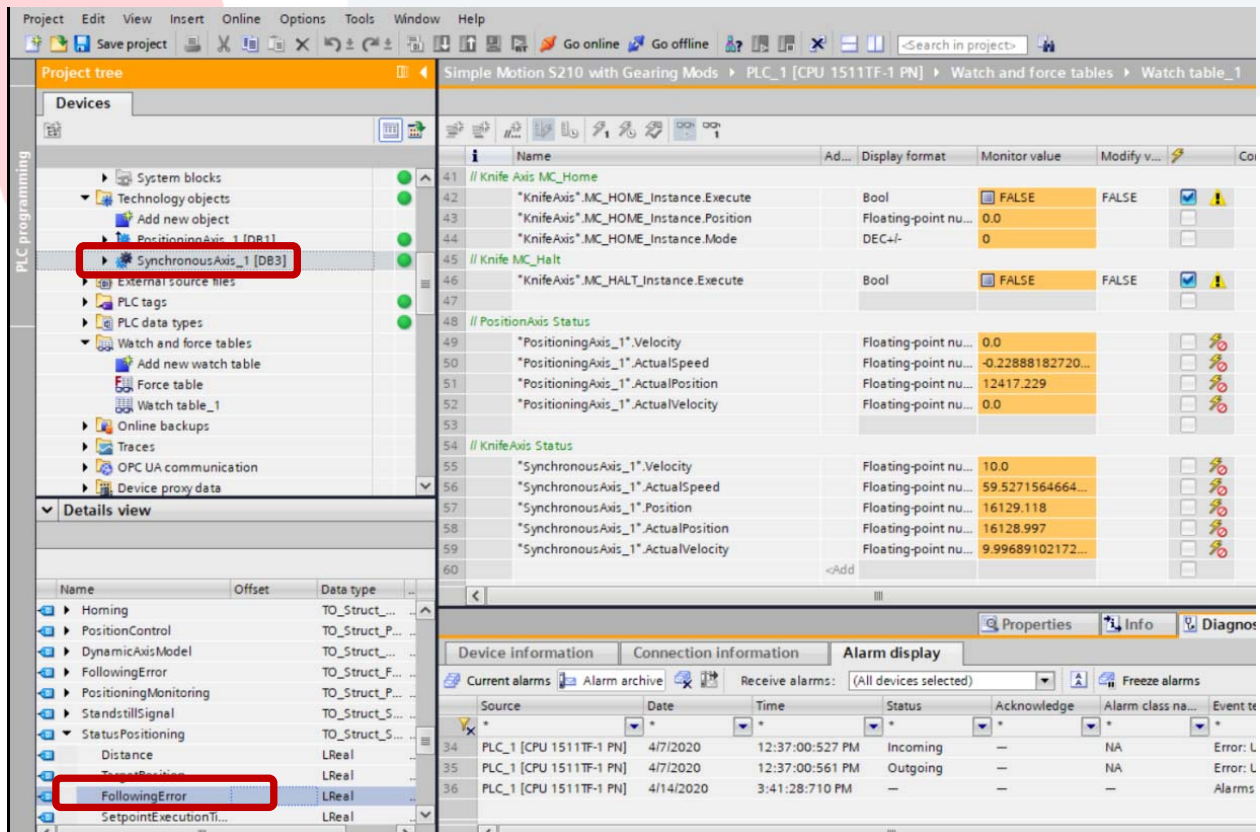 Project Edit View Insert Online Options Tools Window Help
Save project Go online Go offline <Search in project>
Project tree
Simple Motion S210 with Gearing Mods ▸ PLC_1 [CPU 1511TF-1 PN] ▸ Watch and force tables ▸ Watch table_1
Devices
PLC programming
System blocks
Technology objects
Add new object
PositioningAxis_1 [DB1]
SynchronousAxis_1 [DB3]
External source files
PLC tags
PLC data types
Watch and force tables
Add new watch table
Force table
Watch table_1
Online backups
Traces
OPC UA communication
Device proxy data
i Name Ad... Display format Monitor value Modify v... Co
41 // Knife Axis MC_Home
42 "KnifeAxis".MC_HOME_Instance.Execute Bool FALSE FALSE
43 "KnifeAxis".MC_HOME_Instance.Position Floating-point nu... 0.0
44 "KnifeAxis".MC_HOME_Instance.Mode DEC+/- 0
45 // Knife MC_Halt
46 "KnifeAxis".MC_HALT_Instance.Execute Bool FALSE FALSE
47
48 // PositionAxis Status
49 "PositioningAxis_1".Velocity Floating-point nu... 0.0
50 "PositioningAxis_1".ActualSpeed Floating-point nu... -0.22888182720...
51 "PositioningAxis_1".ActualPosition Floating-point nu... 12417.229
52 "PositioningAxis_1".ActualVelocity Floating-point nu... 0.0
53
54 // KnifeAxis Status
55 "SynchronousAxis_1".Velocity Floating-point nu... 10.0
56 "SynchronousAxis_1".ActualSpeed Floating-point nu... 59.5271564664...
57 "SynchronousAxis_1".Position Floating-point nu... 16129.118
58 "SynchronousAxis_1".ActualPosition Floating-point nu... 16128.997
59 "SynchronousAxis_1".ActualVelocity Floating-point nu... 9.99689102172...
60 <Add
Details view
Name Offset Data type ...
Homing TO_Struct_... ...
PositionControl TO_Struct_P... ...
DynamicAxisModel TO_Struct_... ...
FollowingError TO_Struct_F... ...
PositioningMonitoring TO_Struct_P... ...
StandstillSignal TO_Struct_S... ...
StatusPositioning TO_Struct_S... ...
Distance LReal ..
TargetPosition LReal ..
FollowingError LReal ..
SetpointExecutionTi... LReal ..
Properties Info Diagnos
Device information Connection information Alarm display
Current alarms Alarm archive Receive alarms: (All devices selected) Freeze alarms
Source Date Time Status Acknowledge Alarm class na... Event te
* * * * * * *
34 PLC_1 [CPU 1511TF-1 PN] 4/7/2020 12:37:00:527 PM Incoming — NA Error: U
35 PLC_1 [CPU 1511TF-1 PN] 4/7/2020 12:37:00:561 PM Outgoing — NA Error: U
36 PLC_1 [CPU 1511TF-1 PN] 4/14/2020 3:41:28:710 PM — — — Alarms